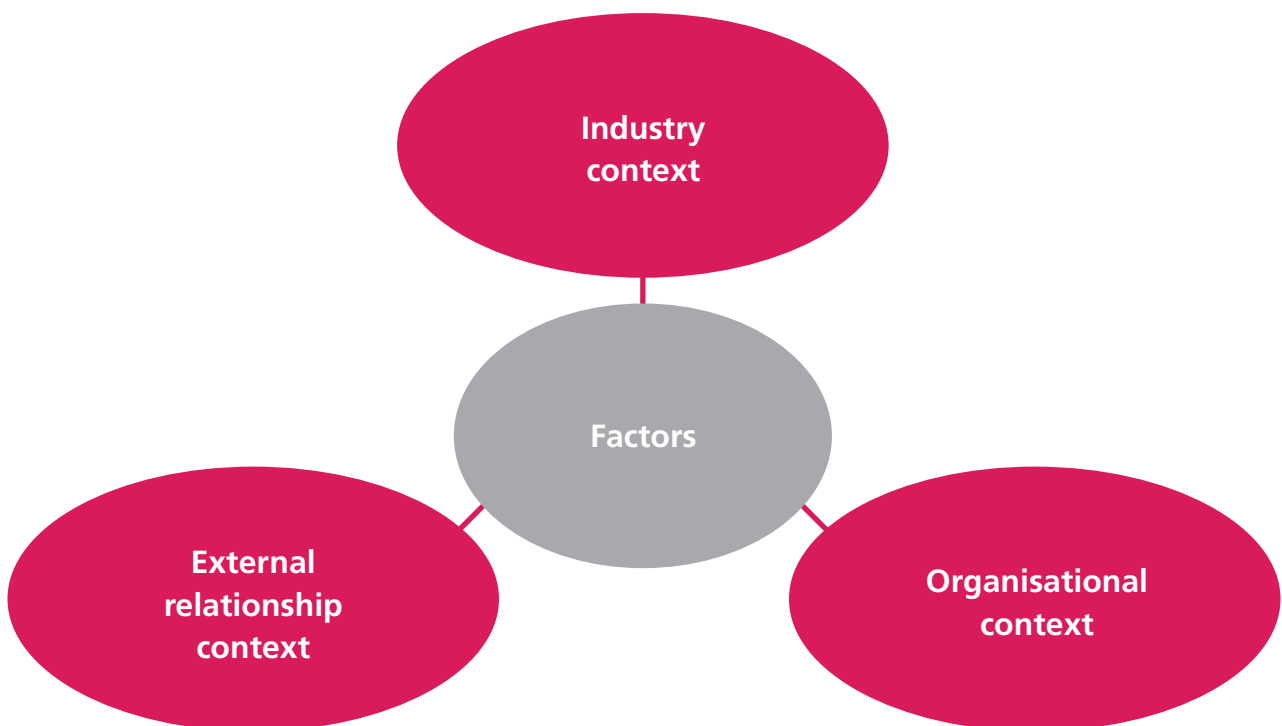 Industry
context
Factors
External
relationship
context
Organisational
context